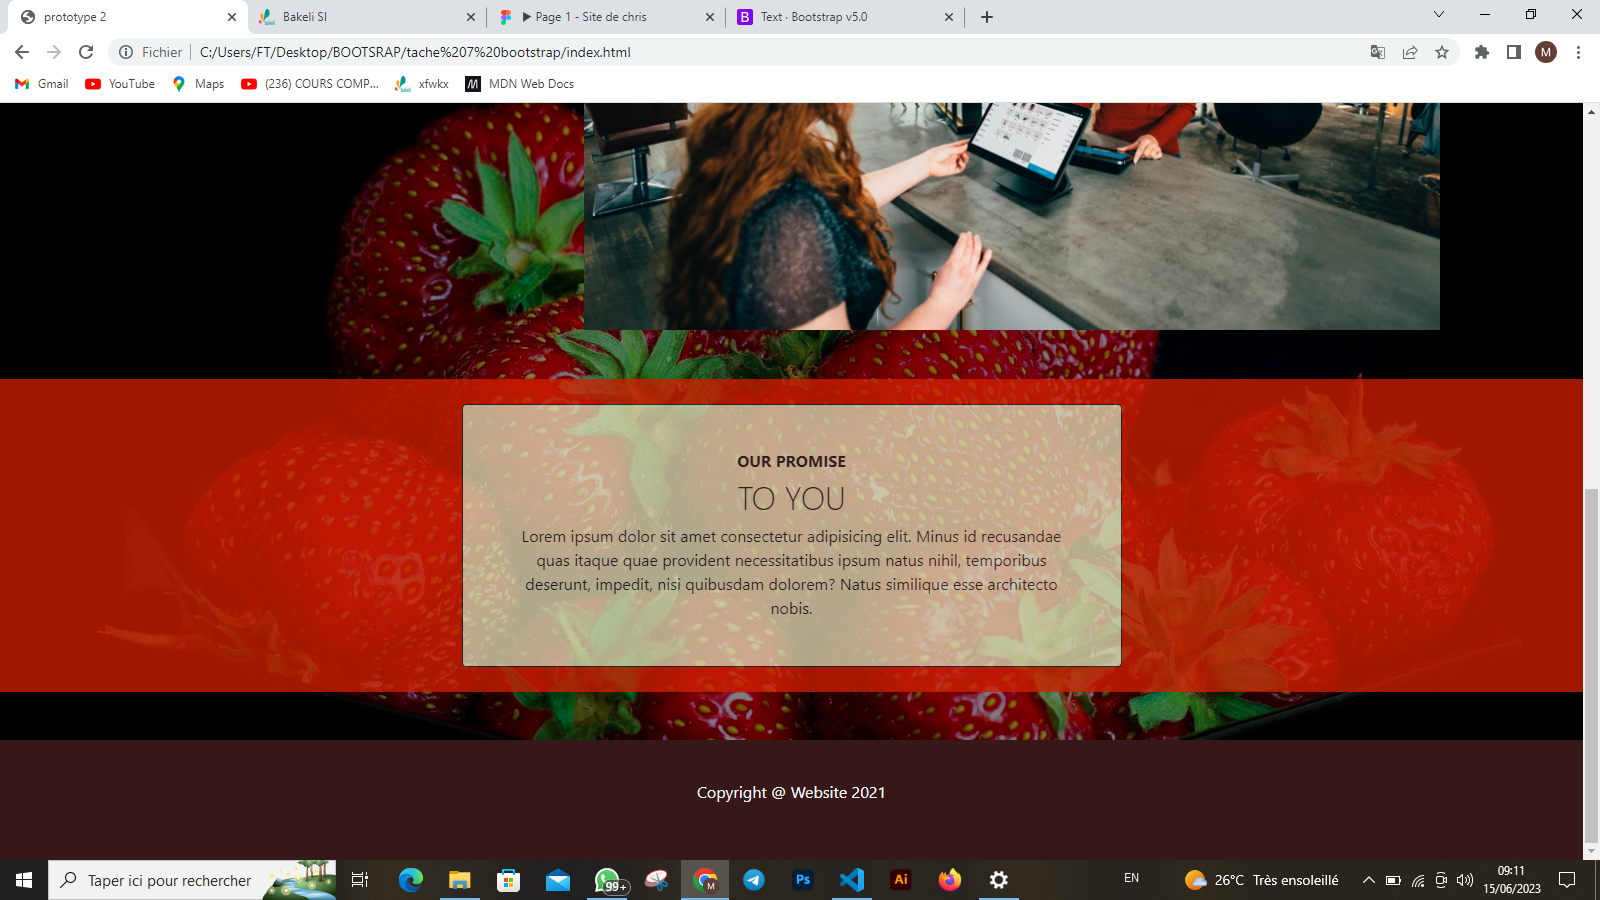 prototype 2
Bakeli SI
▶ Page 1 - Site de chris
B
Text · Bootstrap v5.0
Fichier
C:/Users/FT/Desktop/BOOTSRAP/tache%207%20bootstrap/index.html
M
Gmail
YouTube
Maps
(236) COURS COMP...
xfwkx
M
MDN Web Docs
OUR PROMISE
TO YOU
Lorem ipsum dolor sit amet consectetur adipisicing elit. Minus id recusandae
quas itaque quae provident necessitatibus ipsum natus nihil, temporibus
deserunt, impedit, nisi quibusdam dolorem? Natus similique esse architecto
nobis.
Copyright @ Website 2021
Taper ici pour rechercher
99+
M
Ps
Ai
EN
26°C Très ensoleillé
09:11
15/06/2023